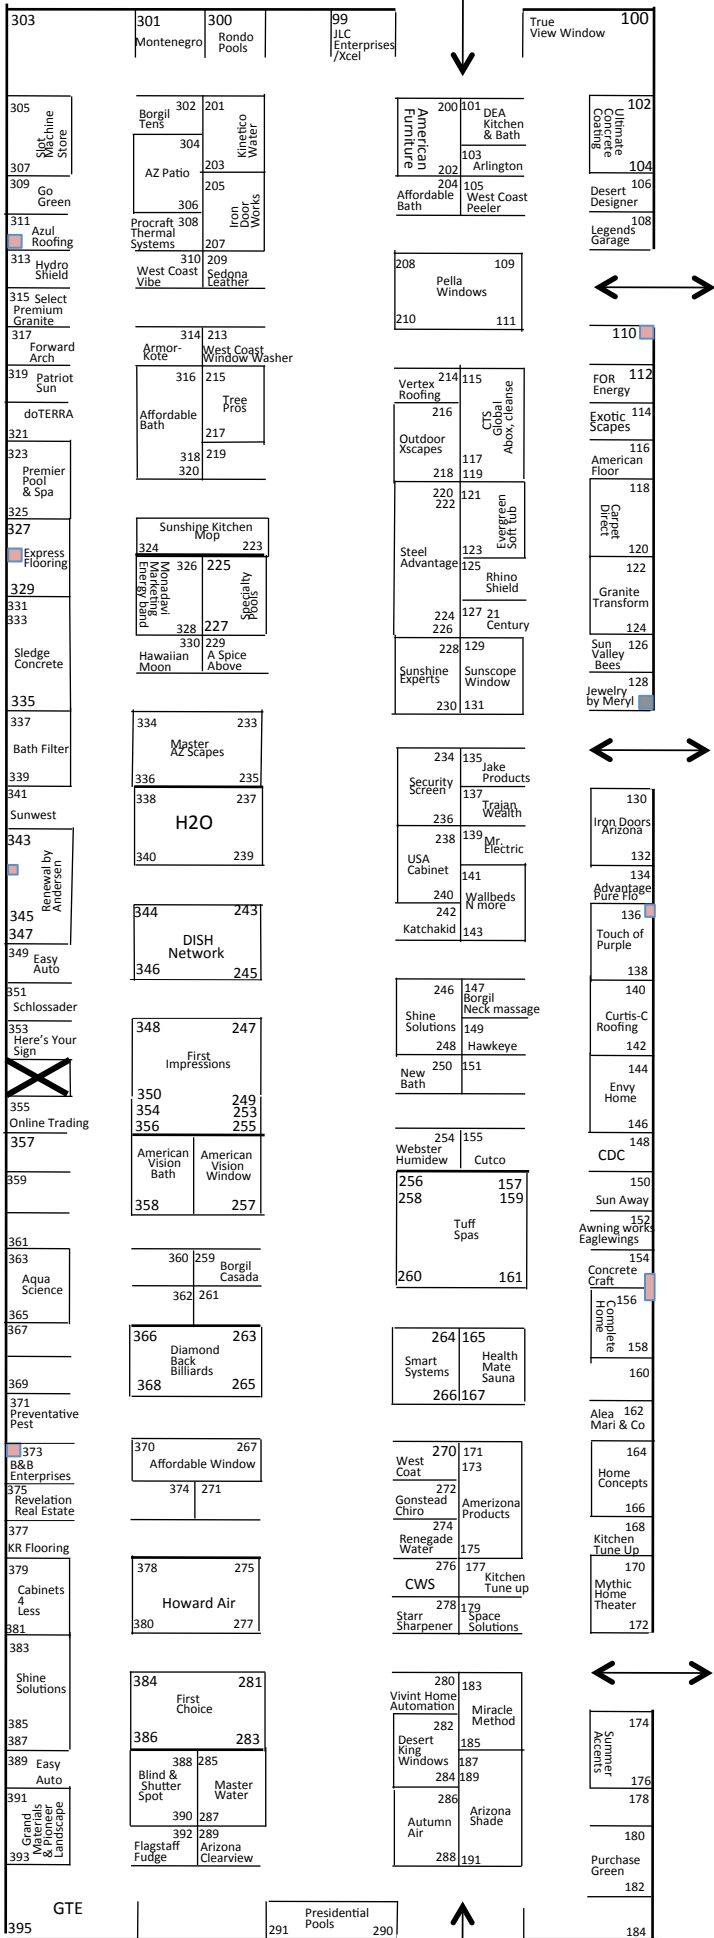 303
301
300
99
100
Montenegro
Rondo
Pools
JLC
Enterprises
/Xcel
True
View Window
305
Slot
Machine
Store
307
309
Go
Green
311
Azul
Roofing
313
Hydro
Shield
315 Select
Premium
Granite
317
Forward
Arch
319 Patriot
Sun
doTERRA
321
323
Premier
Pool
& Spa
325
327
Express
Flooring
329
331
333
Sledge
Concrete
335
337
Bath Filter
339
341
Sunwest
343
Renewal by
Andersen
345
347
349 Easy
Auto
351
Schlossader
353
Here's Your
Sign
355
Online Trading
357
359
361
363
Aqua
Science
365
367
369
371
Preventative
Pest
373
B&B
Enterprises
375
Revelation
Real Estate
377
KR Flooring
379
Cabinets
4
Less
381
383
Shine
Solutions
385
387
389 Easy
Auto
391
Grand
Materials
& Pioneer
Landscape
393
GTE
395
302 201
Borgil
Tens
Kinetico
Water
304
AZ Patio
203
205
306
Iron
Door
Works
Procraft 308
Thermal
Systems
207
310 209
West Coast
Vibe
Sedona
Leather
314 213
Armor-
Kote
West Coast
Window Washer
316 215
Tree
Pros
Affordable
Bath
217
318 219
320
Sunshine Kitchen
Mop
324 223
Monadavi
Marketing
Energy band
326 225
Specialty
Pools
328 227
330 229
Hawaiian
Moon
A Spice
Above
334 233
Master
AZ Scapes
336 235
338 237
H2O
340 239
344 243
DISH
Network
346 245
348 247
First
Impressions
350 249
354 253
356 255
American
Vision
Bath
American
Vision
Window
358 257
360 259
Borgil
Casada
362 261
366 263
Diamond
Back
Billiards
368 265
370 267
Affordable Window
374 271
378 275
Howard Air
380 277
384 281
First
Choice
386 283
388 285
Blind &
Shutter
Spot
Master
Water
390 287
392 289
Flagstaff
Fudge
Arizona
Clearview
Presidential
Pools
291 290
200 101
American
Furniture
DEA
Kitchen
& Bath
103
Arlington
202
204 105
Affordable
Bath
West Coast
Peeler
208 109
Pella
Windows
210 111
214 115
Vertex
Roofing
CTS
Global
Abox, cleanse
216
Outdoor
Xscapes
117
218 119
220 121
222
Evergreen
Soft tub
Steel
Advantage
123
125
Rhino
Shield
224 127 21
Century
226
228 129
Sunshine
Experts
Sunscope
Window
230 131
234 135
Jake
Products
Security
Screen
137
Trajan
Wealth
236
238 139 Mr.
Electric
USA
Cabinet
141
Wallbeds
N more
240
242
Katchakid 143
246 147
Borgil
Neck massage
Shine
Solutions
149
248 Hawkeye
250 151
New
Bath
254 155
Webster
Humidew
Cutco
256 157
258 159
Tuff
Spas
260 161
264 165
Smart
Systems
Health
Mate
Sauna
266 167
270 171
West
Coat
173
272
Gonstead
Chiro
Amerizona
Products
274
Renegade
Water
175
276 177
CWS
Kitchen
Tune up
278 179
Starr
Sharpener
Space
Solutions
280 183
Vivint Home
Automation
Miracle
Method
282
Desert
King
Windows
185
187
284 189
286
Autumn
Air
Arizona
Shade
288 191
102
Ultimate
Concrete
Coating
104
106
Desert
Designer
108
Legends
Garage
110
112
FOR
Energy
114
Exotic
Scapes
116
American
Floor
118
Carpet
Direct
120
122
Granite
Transform
124
Sun 126
Valley
Bees
128
Jewelry
by Meryl
130
Iron Doors
Arizona
132
134
Advantage
Pure Flo
136
Touch of
Purple
138
140
Curtis-C
Roofing
142
144
Envy
Home
146
148
CDC
150
Sun Away
152
Awning works
Eaglewings
154
Concrete
Craft
156
Complete
Home
158
160
Alea 162
Mari & Co
164
Home
Concepts
166
168
Kitchen
Tune Up
170
Mythic
Home
Theater
172
174
Summer
Accents
176
178
180
Purchase
Green
182
184